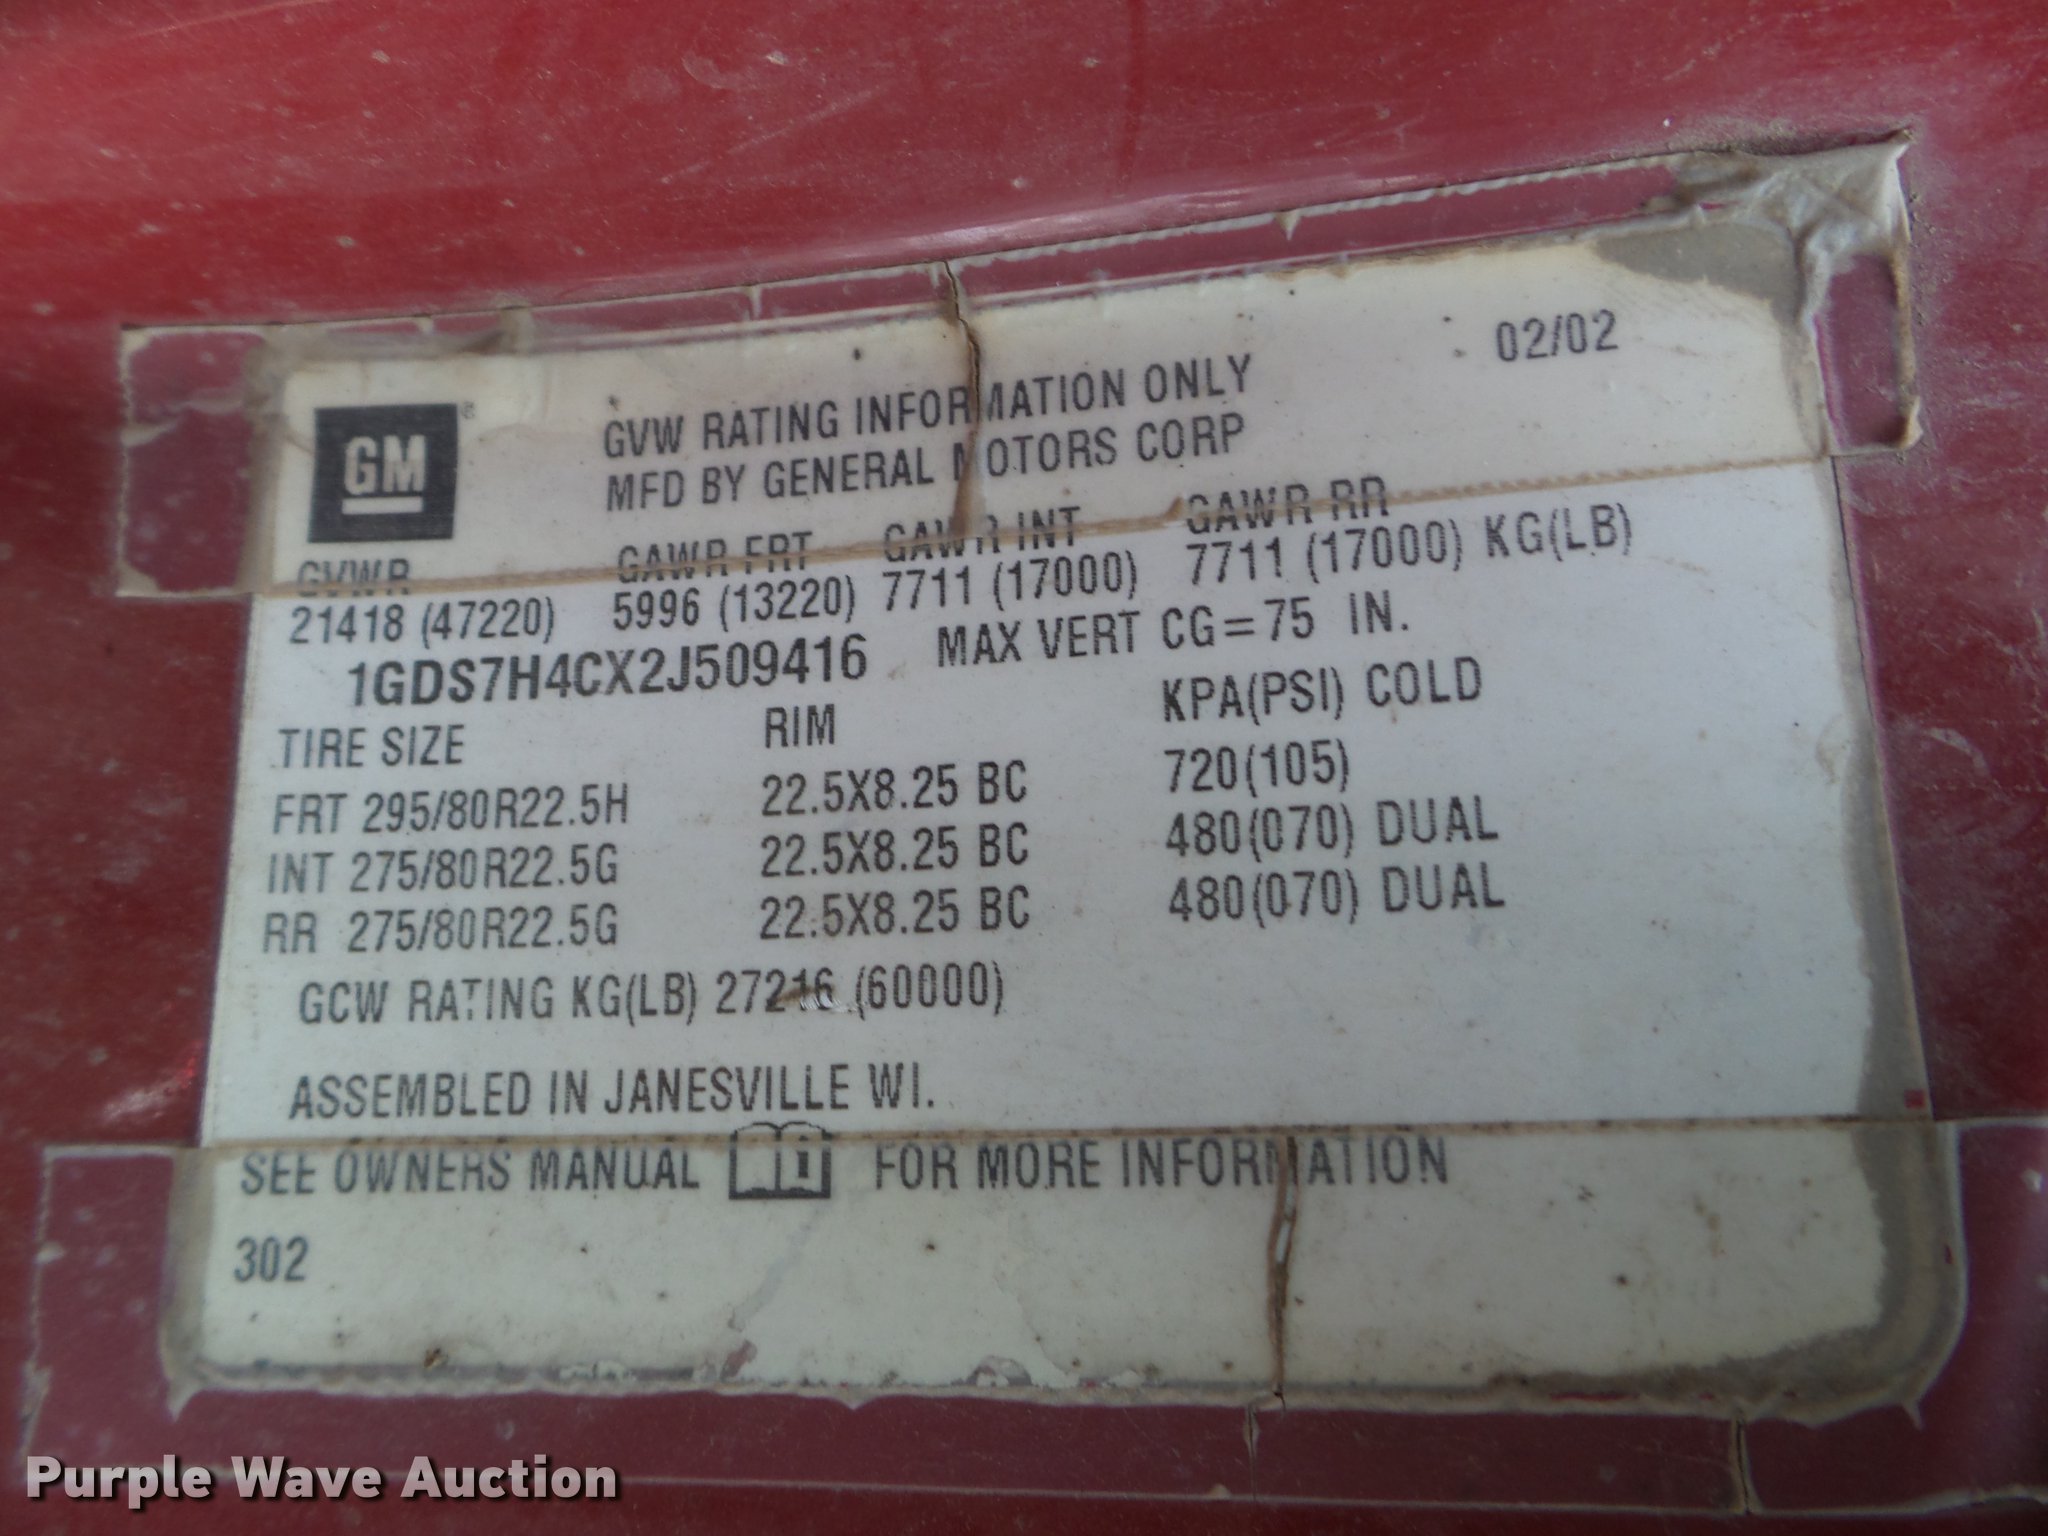 02/02
GM®
GVW RATING INFORMATION ONLY
MFD BY GENERAL MOTORS CORP
GVWR GAWR FRT GAWR INT GAWR RR
21418 (47220) 5996 (13220) 7711 (17000) 7711 (17000) KG(LB)
1GDS7H4CX2J509416 MAX VERT CG=75 IN.
TIRE SIZE RIM KPA(PSI) COLD
FRT 295/80R22.5H 22.5X8.25 BC 720(105)
INT 275/80R22.5G 22.5X8.25 BC 480(070) DUAL
RR 275/80R22.5G 22.5X8.25 BC 480(070) DUAL
GCW RATING KG(LB) 27216 (60000)
ASSEMBLED IN JANESVILLE WI.
SEE OWNERS MANUAL FOR MORE INFORMATION
302
Purple Wave Auction